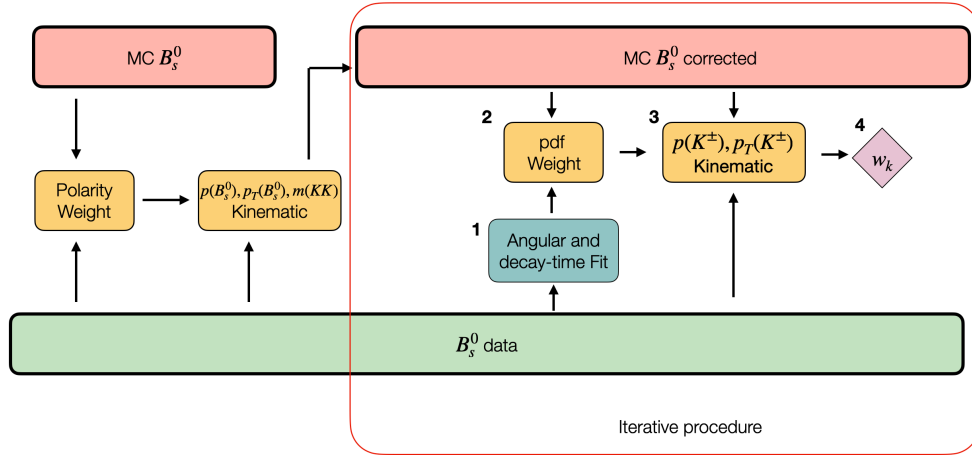 MC $B_s^0$
MC $B_s^0$ corrected
Polarity
Weight
$p(B_s^0), p_T(B_s^0), m(KK)$
Kinematic
2
pdf
Weight
3
$p(K^{\pm}), p_T(K^{\pm})$
Kinematic
4
$w_k$
1
Angular and
decay-time Fit
$B_s^0$ data
Iterative procedure